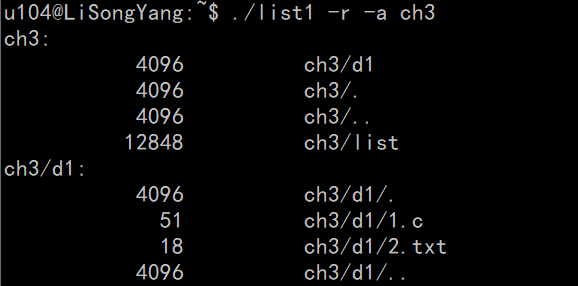 u104@LiSongYang:~$ ./list1 -r -a ch3
ch3:
4096 ch3/d1
4096 ch3/.
4096 ch3/..
12848 ch3/list
ch3/d1:
4096 ch3/d1/.
51 ch3/d1/1.c
18 ch3/d1/2.txt
4096 ch3/d1/..